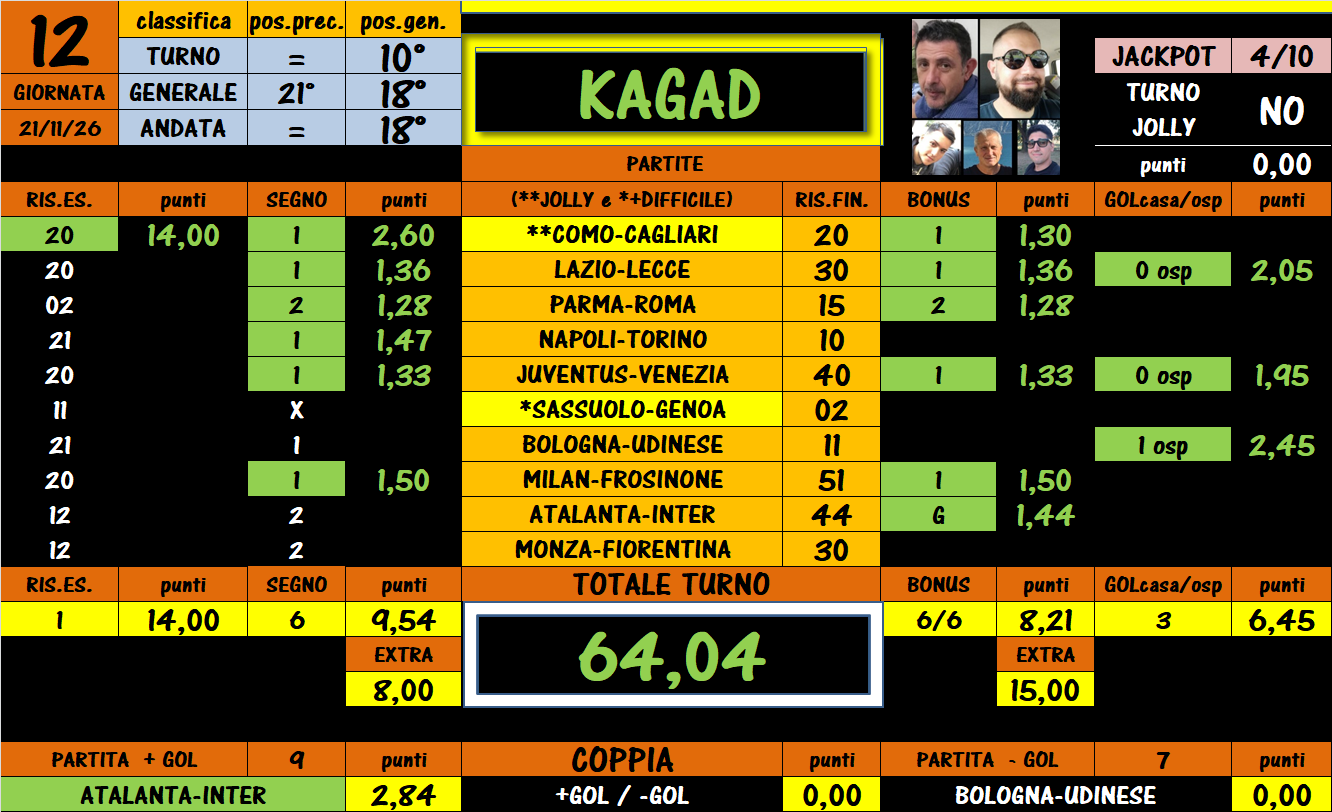 12 classifica pos.prec. pos.gen.
TURNO = 10°
GIORNATA GENERALE 21° 18°
21/11/26 ANDATA = 18°
KAGAD
JACKPOT 4/10
TURNO JOLLY NO
punti 0,00
PARTITE
RIS.ES. punti SEGNO punti (**JOLLY e *+DIFFICILE) RIS.FIN. BONUS punti GOLcasa/osp punti
20 14,00 1 2,60 **COMO-CAGLIARI 20 1 1,30
20 1 1,36 LAZIO-LECCE 30 1 1,36 0 osp 2,05
02 2 1,28 PARMA-ROMA 15 2 1,28
21 1 1,47 NAPOLI-TORINO 10
20 1 1,33 JUVENTUS-VENEZIA 40 1 1,33 0 osp 1,95
11 X *SASSUOLO-GENOA 02
21 1 BOLOGNA-UDINESE 11 1 osp 2,45
20 1 1,50 MILAN-FROSINONE 51 1 1,50
12 2 ATALANTA-INTER 44 G 1,44
12 2 MONZA-FIORENTINA 30
RIS.ES. punti SEGNO punti TOTALE TURNO BONUS punti GOLcasa/osp punti
1 14,00 6 9,54 64,04 6/6 8,21 3 6,45
EXTRA EXTRA
8,00 15,00
PARTITA + GOL 9 punti COPPIA punti PARTITA - GOL 7 punti
ATALANTA-INTER 2,84 +GOL / -GOL 0,00 BOLOGNA-UDINESE 0,00